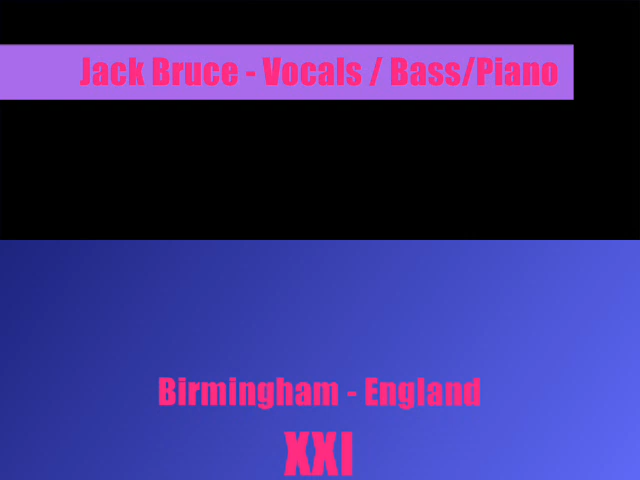 Jack Bruce - Vocals / Bass/Piano
Birmingham - England
XXI